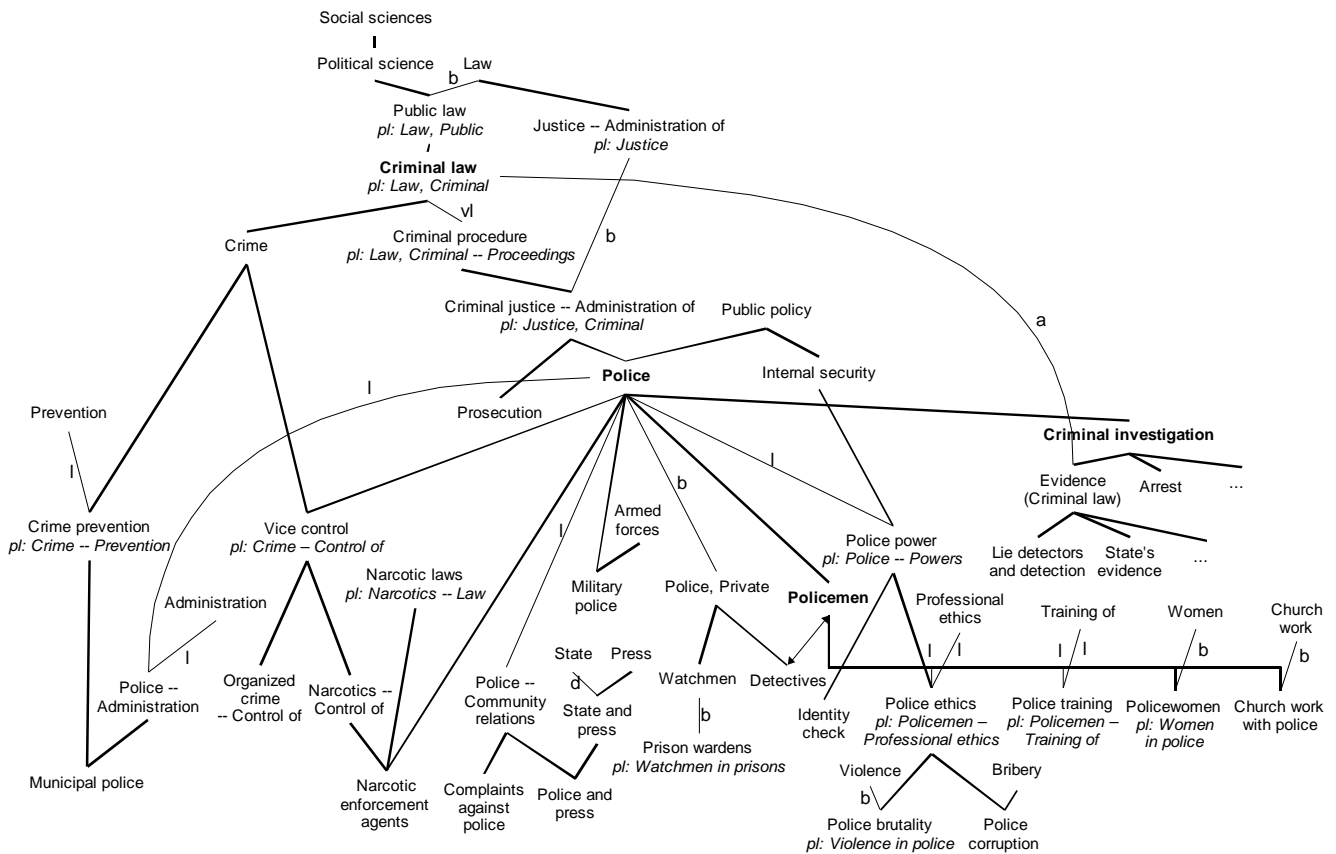 Social sciences
l
Political science
Law
b
Public law
pl: Law, Public
Justice -- Administration of
pl: Justice
Criminal law
pl: Law, Criminal
vl
Crime
Criminal procedure
pl: Law, Criminal -- Proceedings
b
Criminal justice -- Administration of
pl: Justice, Criminal
Public policy
a
Police
Internal security
l
Prevention
Prosecution
Criminal investigation
l
l
b
Evidence
(Criminal law)
Arrest
...
Crime prevention
pl: Crime -- Prevention
Vice control
pl: Crime – Control of
l
Armed
forces
Police power
pl: Police -- Powers
Lie detectors
and detection
State's
evidence
...
Narcotic laws
pl: Narcotics -- Law
Military
police
Police, Private
Policemen
Professional
ethics
Administration
Training of
Women
Church
work
l
State
Press
d
l
l
l
l
b
b
Police --
Administration
Organized
crime
-- Control of
Narcotics --
Control of
Police --
Community
relations
State and
press
Watchmen
Detectives
b
Identity
check
Police ethics
pl: Policemen –
Professional ethics
Police training
pl: Policemen –
Training of
Policewomen
pl: Women
in police
Church work
with police
Prison wardens
pl: Watchmen in prisons
Municipal police
Narcotic
enforcement
agents
Complaints
against
police
Police and
press
Violence
Bribery
b
Police brutality
pl: Violence in police
Police
corruption